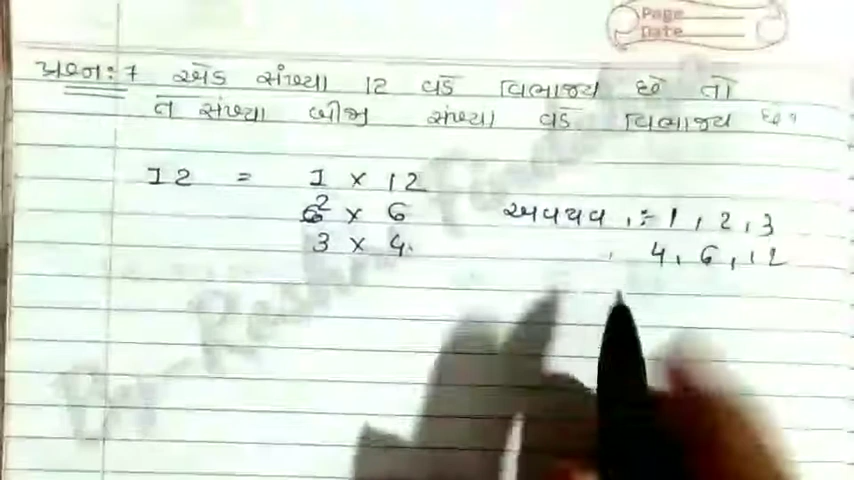 Page
Date
પ્રશ્ન:7 એક સંખ્યા 12 વડે વિભાજ્ય છે તો
તે સંખ્યા બીજી સંખ્યા વડે વિભાજ્ય છે?
12 = 1 × 12
2 × 6 અવયવ :- 1, 2, 3
3 × 4. 4, 6, 12